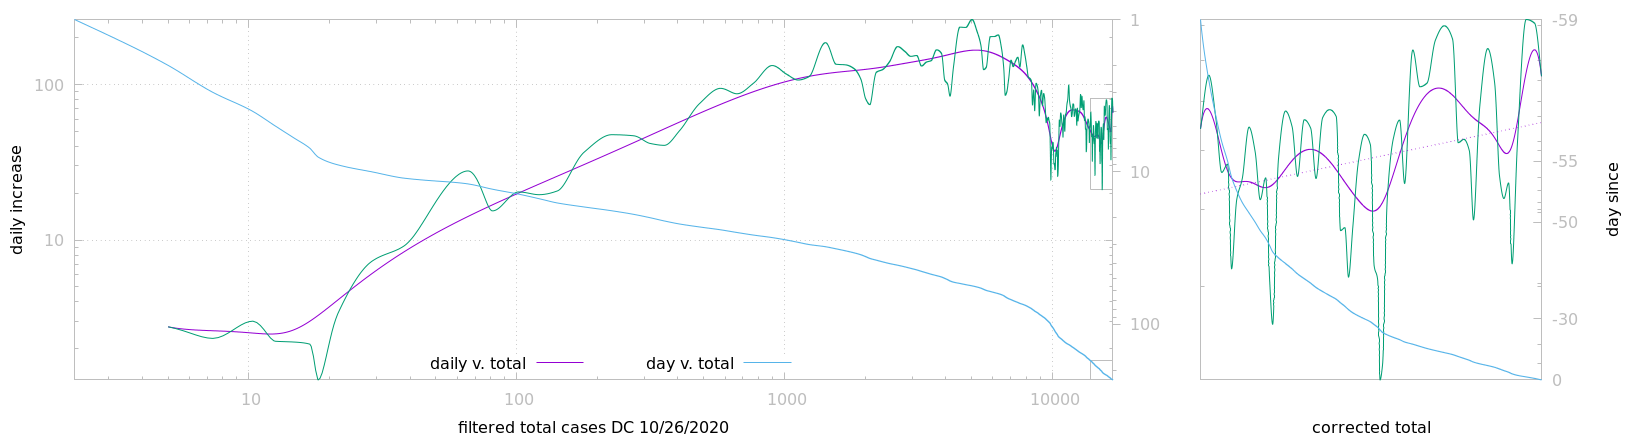 1
-59
100
daily increase
10
-55
day since
10
-50
100
-30
daily v. total
day v. total
0
10
100
1000
10000
filtered total cases DC 10/26/2020
corrected total